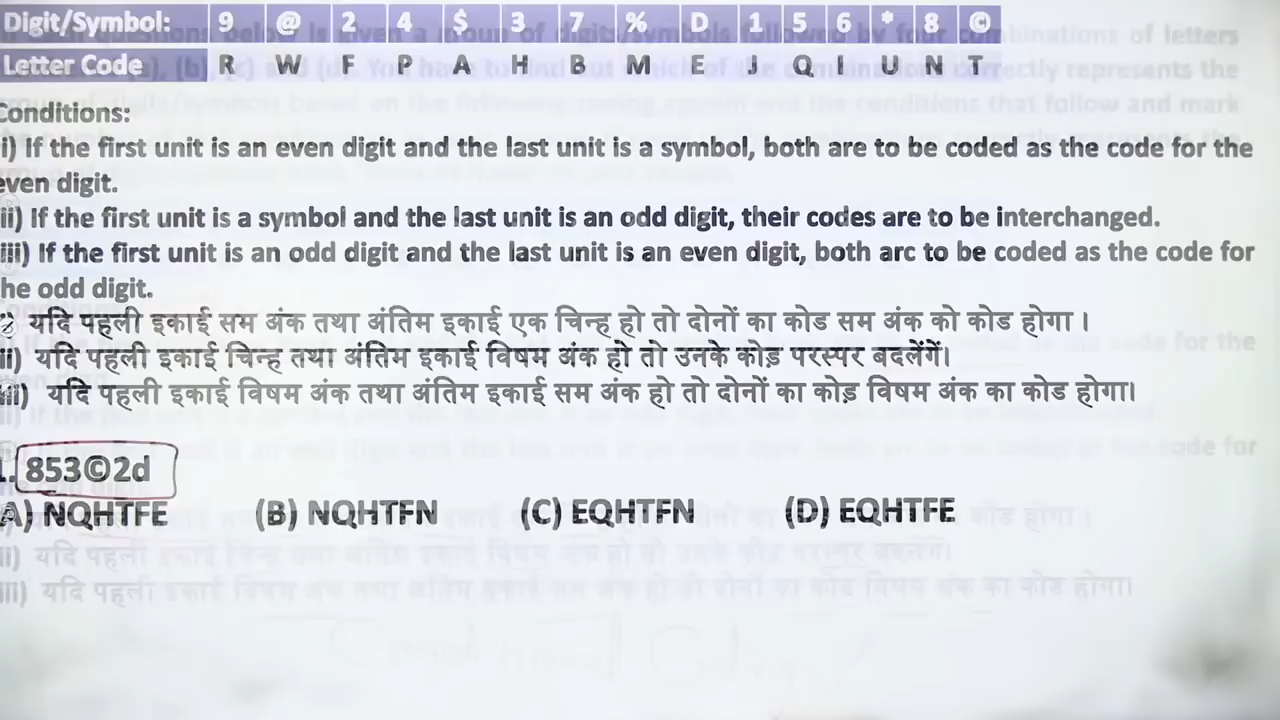 Digit/Symbol: 9 @ 2 4 $ 3 7 % D 1 5 6 * 8 ©
Letter Code R W F P A H B M E J Q I U N T
conditions:
i) If the first unit is an even digit and the last unit is a symbol, both are to be coded as the code for the
even digit.
ii) If the first unit is a symbol and the last unit is an odd digit, their codes are to be interchanged.
iii) If the first unit is an odd digit and the last unit is an even digit, both arc to be coded as the code for
he odd digit.
यदि पहली इकाई सम अंक तथा अंतिम इकाई एक चिन्ह हो तो दोनों का कोड सम अंक को कोड होगा।
ii) यदि पहली इकाई चिन्ह तथा अंतिम इकाई विषम अंक हो तो उनके कोड़ परस्पर बदलेंगें।
iii) यदि पहली इकाई विषम अंक तथा अंतिम इकाई सम अंक हो तो दोनों का कोड़ विषम अंक का कोड होगा।
1. 853©2d
A) NQHTFE (B) NQHTFN (C) EQHTFN (D) EQHTFE